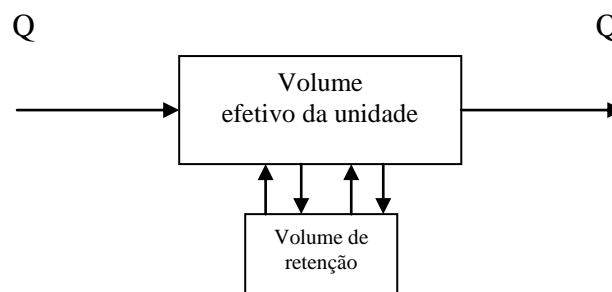 Q
Q
Volume
efetivo da unidade
Volume de
retenção